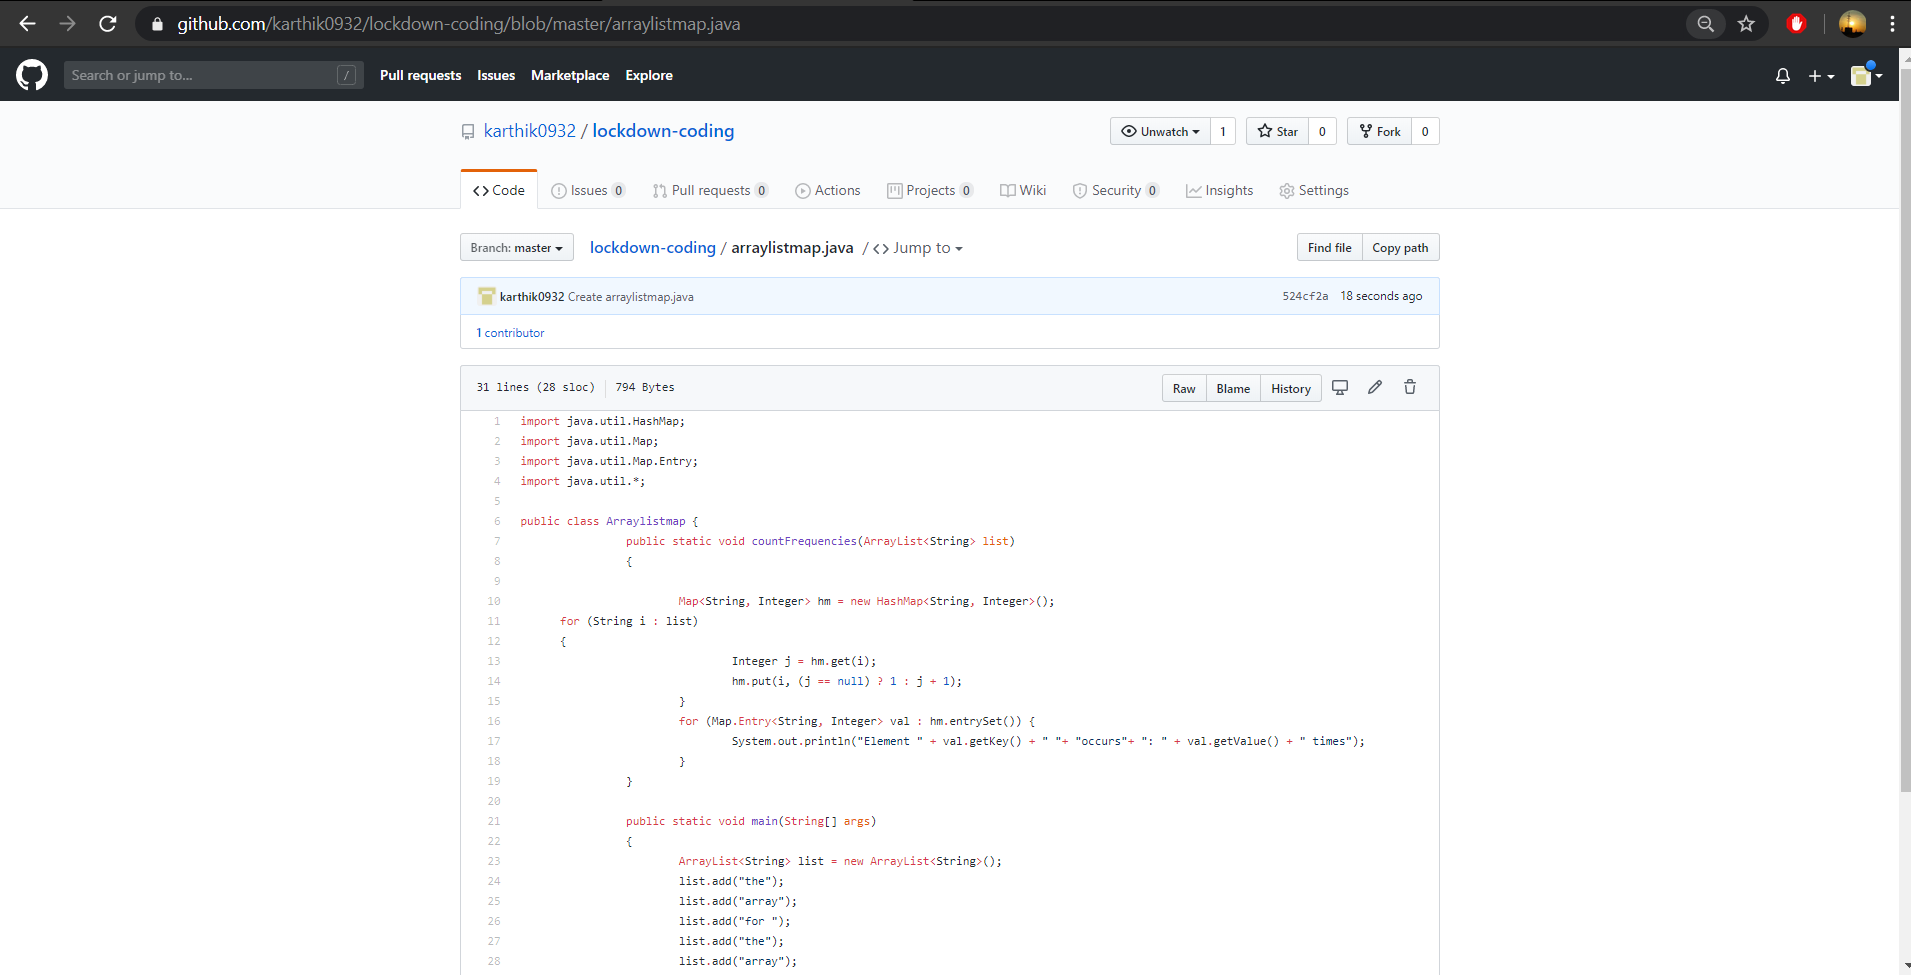 github.com/karthik0932/lockdown-coding/blob/master/arraylistmap.java
Search or jump to... / Pull requests Issues Marketplace Explore
karthik0932 / lockdown-coding Unwatch 1 Star 0 Fork 0
Code Issues 0 Pull requests 0 Actions Projects 0 Wiki Security 0 Insights Settings
Branch: master lockdown-coding / arraylistmap.java / Jump to Find file Copy path
karthik0932 Create arraylistmap.java 524cf2a 18 seconds ago
1 contributor
31 lines (28 sloc) 794 Bytes Raw Blame History
1 import java.util.HashMap;
2 import java.util.Map;
3 import java.util.Map.Entry;
4 import java.util.*;
5
6 public class Arraylistmap {
7 public static void countFrequencies(ArrayList<String> list)
8 {
9
10 Map<String, Integer> hm = new HashMap<String, Integer>();
11 for (String i : list)
12 {
13 Integer j = hm.get(i);
14 hm.put(i, (j == null) ? 1 : j + 1);
15 }
16 for (Map.Entry<String, Integer> val : hm.entrySet()) {
17 System.out.println("Element " + val.getKey() + " "+ "occurs"+ ": " + val.getValue() + " times");
18 }
19 }
20
21 public static void main(String[] args)
22 {
23 ArrayList<String> list = new ArrayList<String>();
24 list.add("the");
25 list.add("array");
26 list.add("for ");
27 list.add("the");
28 list.add("array");